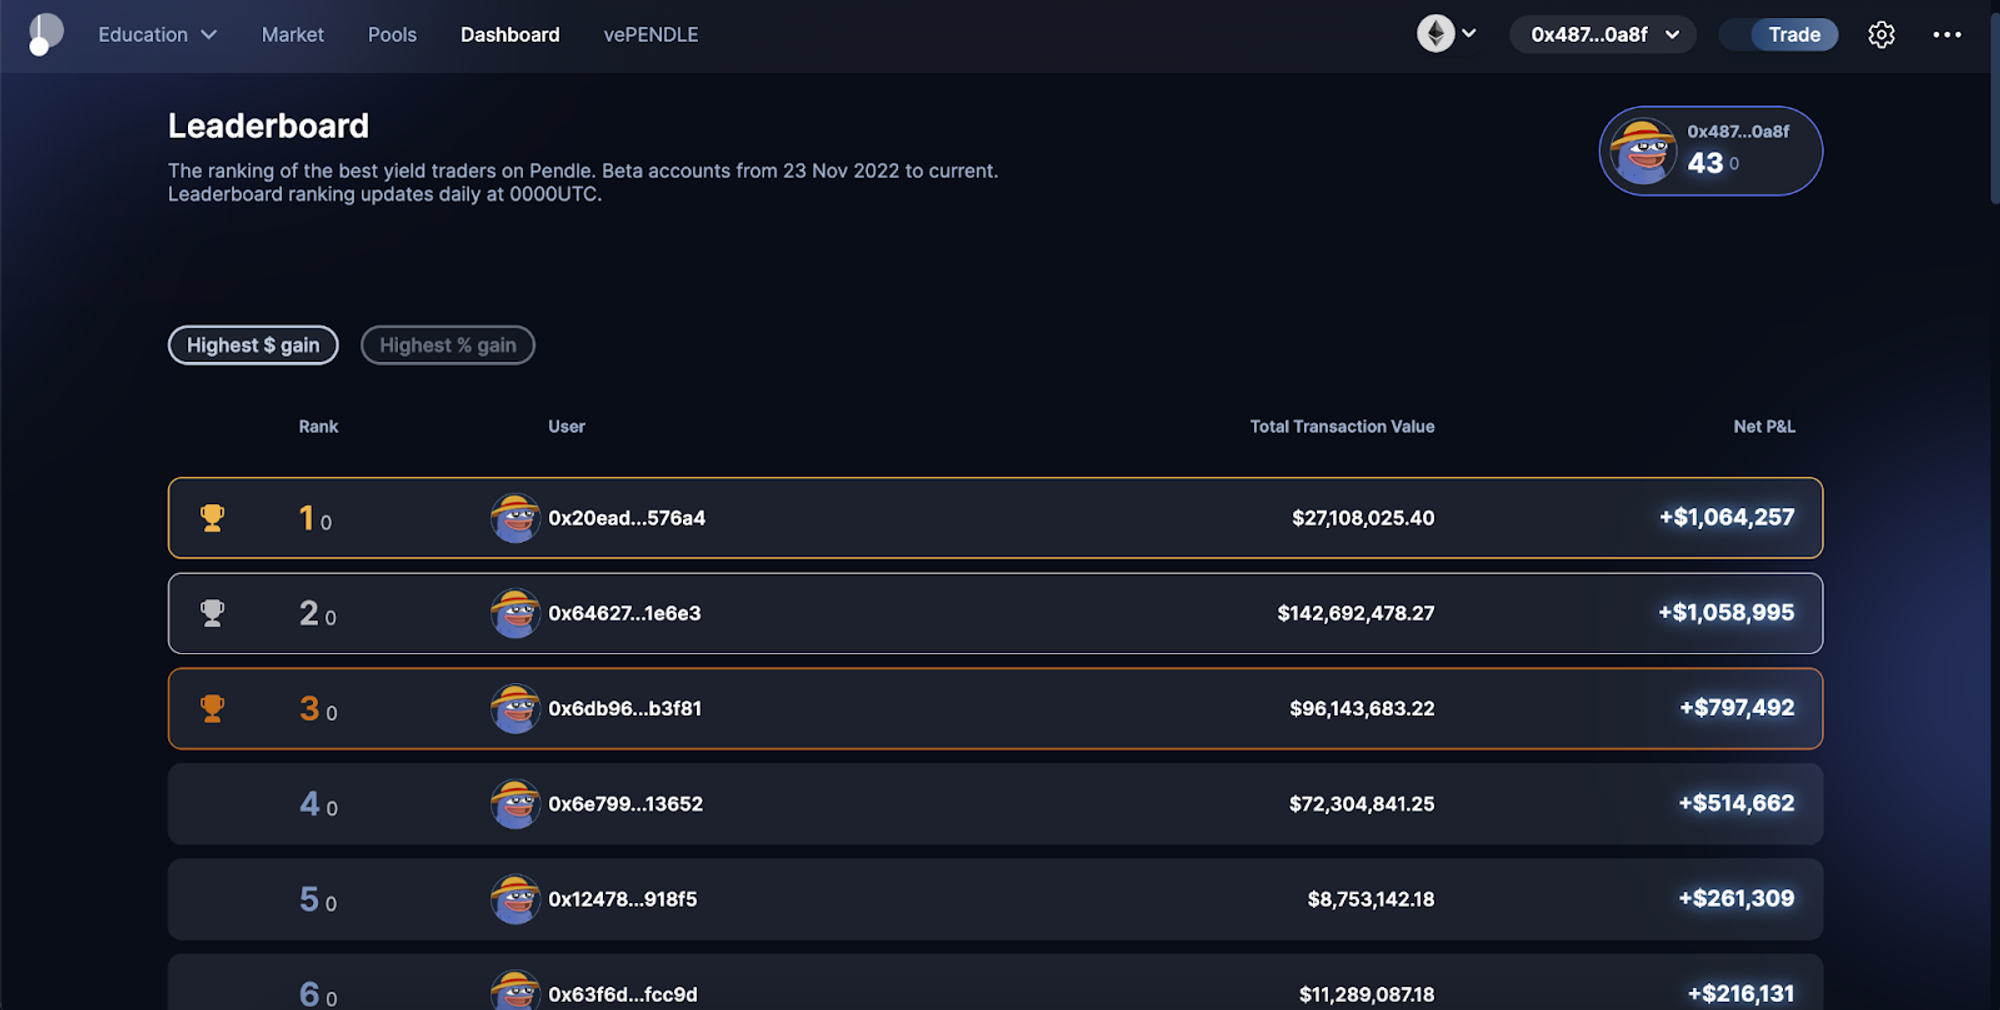 Education Market Pools Dashboard vePENDLE 0x487...0a8f Trade
Leaderboard
The ranking of the best yield traders on Pendle. Beta accounts from 23 Nov 2022 to current.
Leaderboard ranking updates daily at 0000UTC.
0x487...0a8f
43 0
Highest $ gain Highest % gain
Rank User Total Transaction Value Net P&L
1 0 0x20ead...576a4 $27,108,025.40 +$1,064,257
2 0 0x64627...1e6e3 $142,692,478.27 +$1,058,995
3 0 0x6db96...b3f81 $96,143,683.22 +$797,492
4 0 0x6e799...13652 $72,304,841.25 +$514,662
5 0 0x12478...918f5 $8,753,142.18 +$261,309
6 0 0x63f6d...fcc9d $11,289,087.18 +$216,131